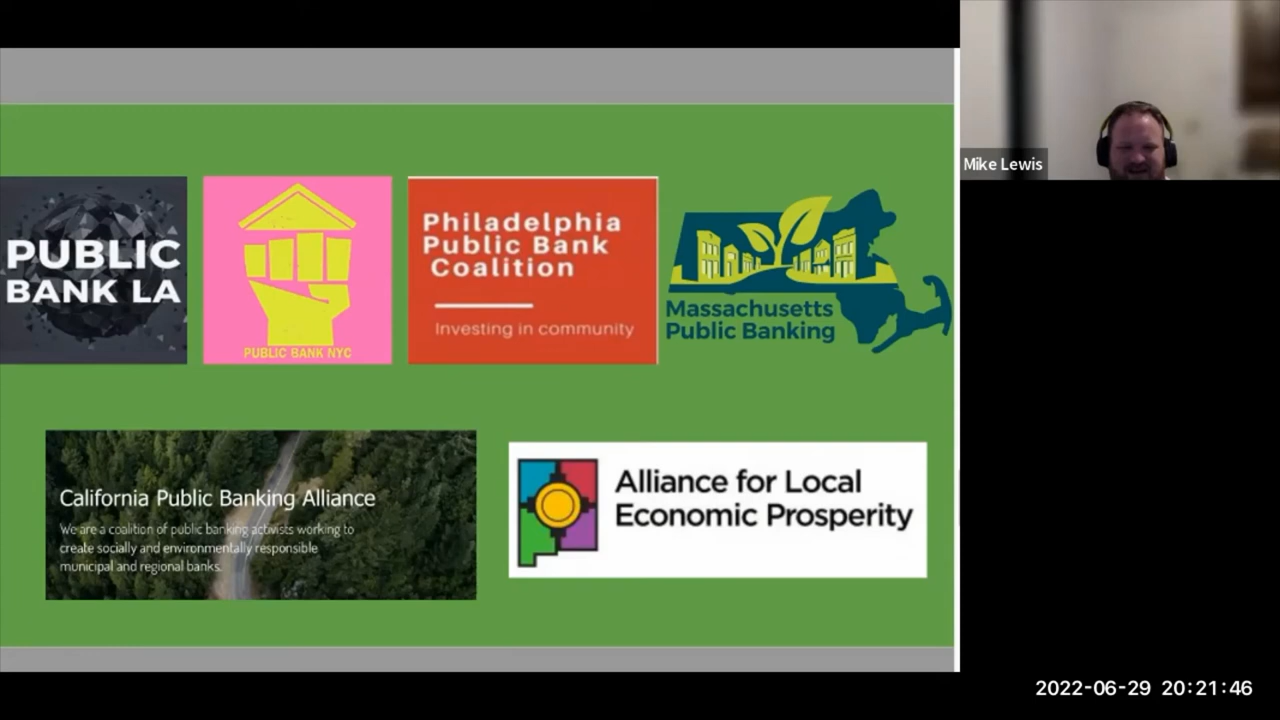 PUBLIC
BANK LA
PUBLIC BANK NYC
Philadelphia
Public Bank
Coalition
Investing in community
Massachusetts
Public Banking
California Public Banking Alliance
We are a coalition of public banking activists working to
create socially and environmentally responsible
municipal and regional banks.
Alliance for Local
Economic Prosperity
Mike Lewis
2022-06-29 20:21:46